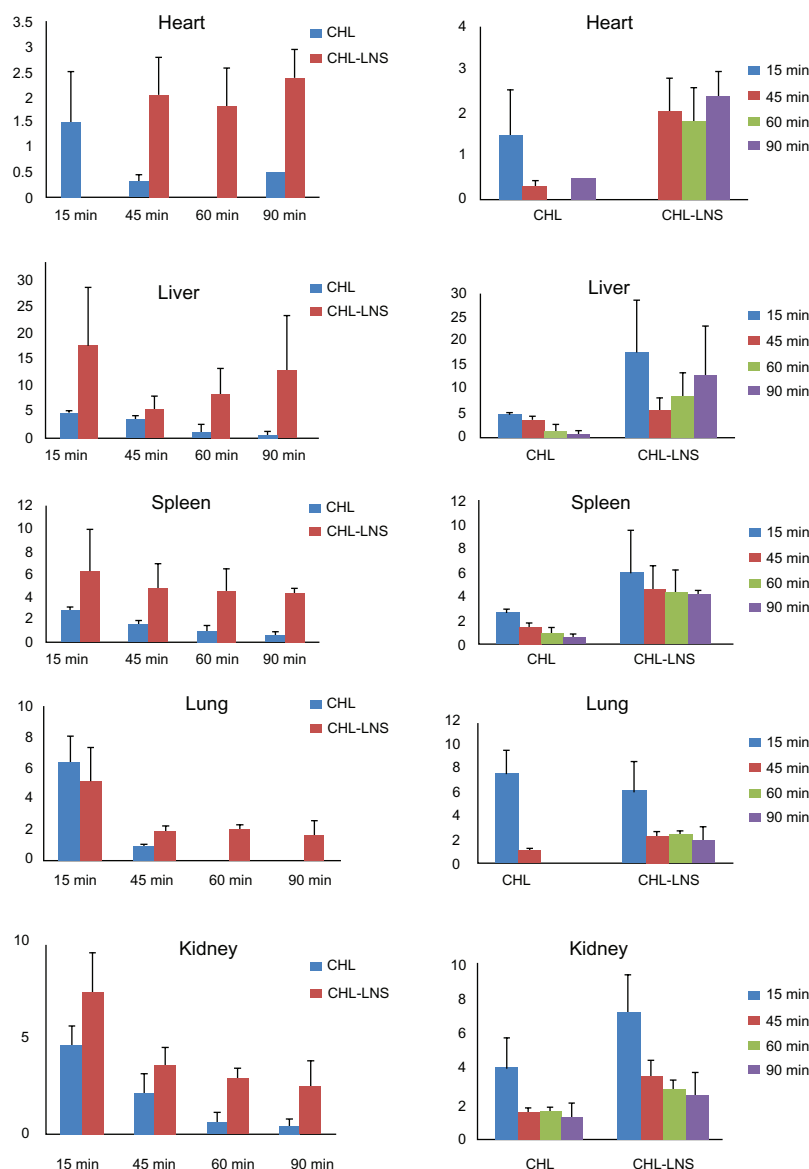 Heart
CHL
CHL-LNS
3.5
3
2.5
2
1.5
1
0.5
0
15 min 45 min 60 min 90 min
Heart
15 min
45 min
60 min
90 min
4
3
2
1
0
CHL CHL-LNS
Liver
CHL
CHL-LNS
30
25
20
15
10
5
0
15 min 45 min 60 min 90 min
Liver
15 min
45 min
60 min
90 min
30
25
20
15
10
5
0
CHL CHL-LNS
Spleen
CHL
CHL-LNS
12
10
8
6
4
2
0
15 min 45 min 60 min 90 min
Spleen
15 min
45 min
60 min
90 min
12
10
8
6
4
2
0
CHL CHL-LNS
Lung
CHL
CHL-LNS
10
8
6
4
2
0
15 min 45 min 60 min 90 min
Lung
15 min
45 min
60 min
90 min
12
10
8
6
4
2
0
CHL CHL-LNS
Kidney
CHL
CHL-LNS
10
5
0
15 min 45 min 60 min 90 min
Kidney
15 min
45 min
60 min
90 min
10
8
6
4
2
0
CHL CHL-LNS